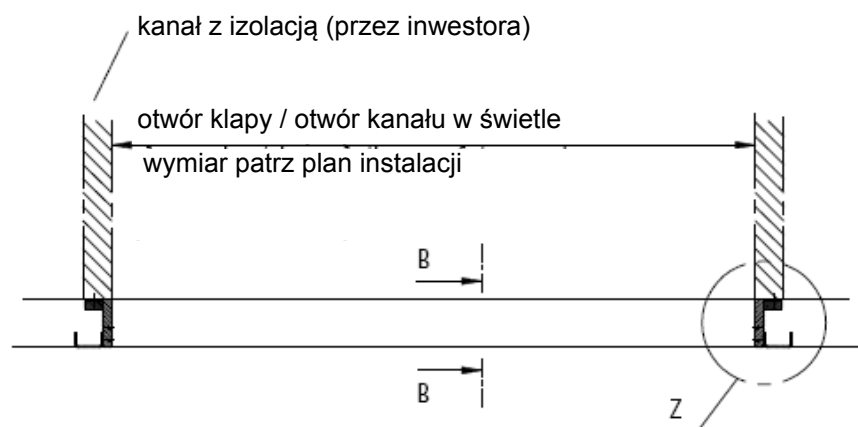 kanał z izolacją (przez inwestora)
otwór klapy / otwór kanału w świetle
wymiar patrz plan instalacji
B
B
Z